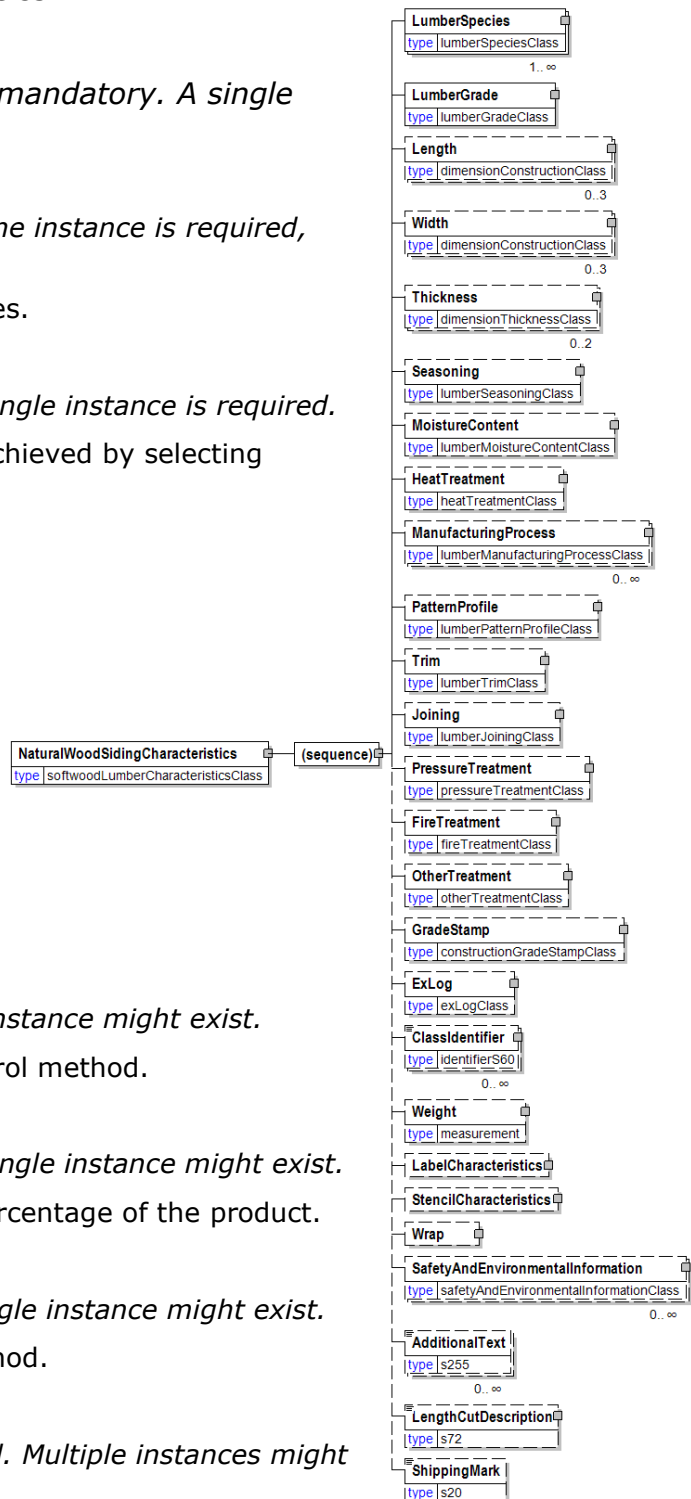 mandatory. A single
ne instance is required,
es.
ngle instance is required.
chieved by selecting
nstance might exist.
rol method.
ngle instance might exist.
rcentage of the product.
gle instance might exist.
nod.
l. Multiple instances might
NaturalWoodSidingCharacteristics
type softwoodLumberCharacteristicsClass
(sequence)
LumberSpecies
type lumberSpeciesClass
1.. ∞
LumberGrade
type lumberGradeClass
Length
type dimensionConstructionClass
0..3
Width
type dimensionConstructionClass
0..3
Thickness
type dimensionThicknessClass
0..2
Seasoning
type lumberSeasoningClass
MoistureContent
type lumberMoistureContentClass
HeatTreatment
type heatTreatmentClass
ManufacturingProcess
type lumberManufacturingProcessClass
0.. ∞
PatternProfile
type lumberPatternProfileClass
Trim
type lumberTrimClass
Joining
type lumberJoiningClass
PressureTreatment
type pressureTreatmentClass
FireTreatment
type fireTreatmentClass
OtherTreatment
type otherTreatmentClass
GradeStamp
type constructionGradeStampClass
ExLog
type exLogClass
ClassIdentifier
type identifierS60
0.. ∞
Weight
type measurement
LabelCharacteristics
StencilCharacteristics
Wrap
SafetyAndEnvironmentalInformation
type safetyAndEnvironmentalInformationClass
0.. ∞
AdditionalText
type s255
0.. ∞
LengthCutDescription
type s72
ShippingMark
type s20